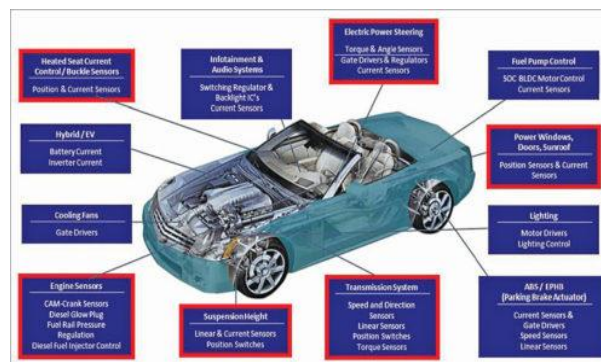 Electric Power Steering
Torque & Angle Sensors
Gate Drivers & Regulators
Current Sensors
Heated Seat Current
Control / Buckle Sensors
Position & Current Sensors
Infotainment &
Audio Systems
Switching Regulator &
Backlight IC's
Current Sensors
Fuel Pump Control
SOC BLDC Motor Control
Current Sensors
Hybrid / EV
Battery Current
Inverter Current
Power Windows,
Doors, Sunroof
Position Sensors & Current
Sensors
Cooling Fans
Gate Drivers
Lighting
Motor Drivers
Lighting Control
Engine Sensors
CAM-Crank Sensors
Diesel Glow Plug
Fuel Rail Pressure
Regulation
Diesel Fuel Injector Control
Suspension Height
Linear & Current Sensors
Position Switches
Transmission System
Speed and Direction
Sensors
Linear Sensors
Position Switches
Torque Sensors
ABS / EPHB
(Parking Brake Actuator)
Current Sensors &
Gate Drivers
Speed Sensors
Linear Sensors